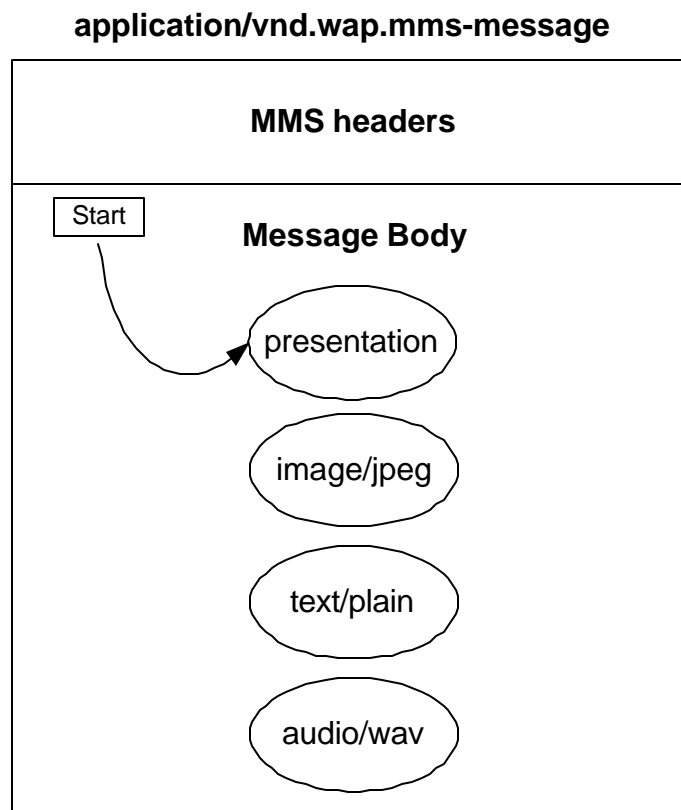 application/vnd.wap.mms-message
MMS headers
Start
Message Body
presentation
image/jpeg
text/plain
audio/wav